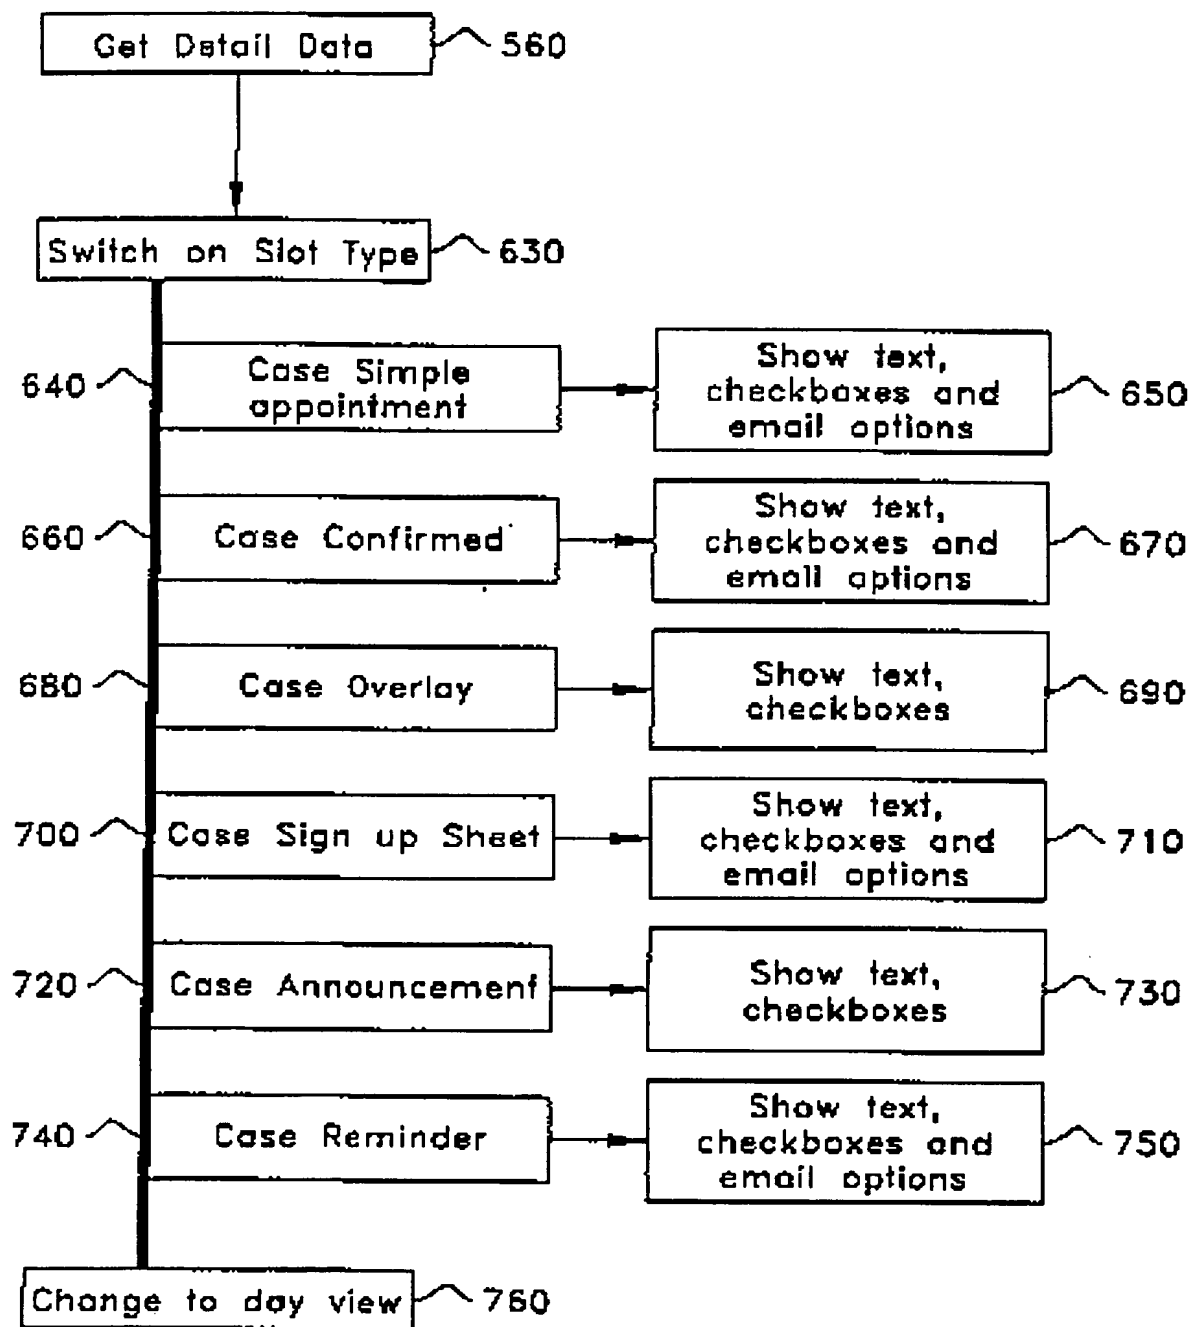 Get Detail Data 560
Switch on Slot Type 630
640 Case Simple
appointment
Show text,
checkboxes and
email options
650
660 Case Confirmed
Show text,
checkboxes and
email options
670
680 Case Overlay
Show text,
checkboxes
690
700 Case Sign up Sheet
Show text,
checkboxes and
email options
710
720 Case Announcement
Show text,
checkboxes
730
740 Case Reminder
Show text,
checkboxes and
email options
750
Change to day view 760